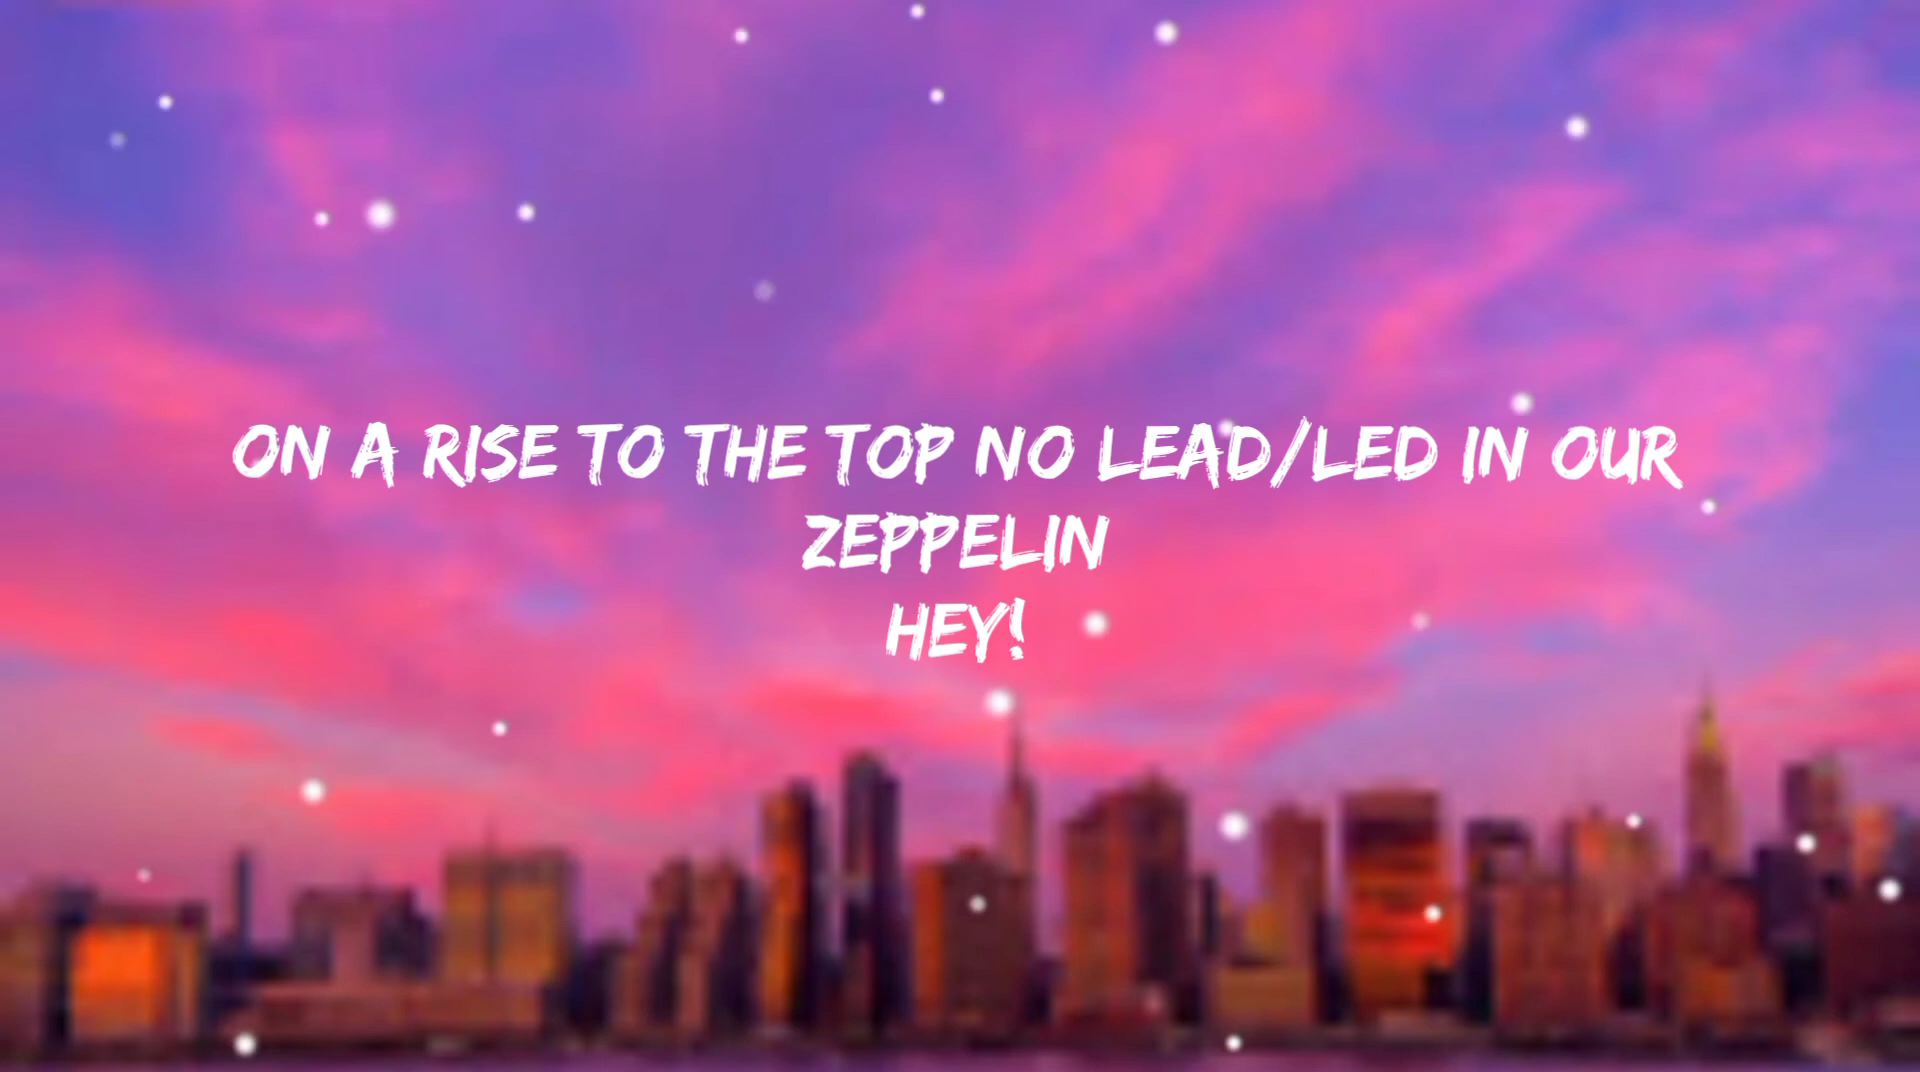 ON A RISE TO THE TOP NO LEAD/LED IN OUR
ZEPPELIN
HEY!